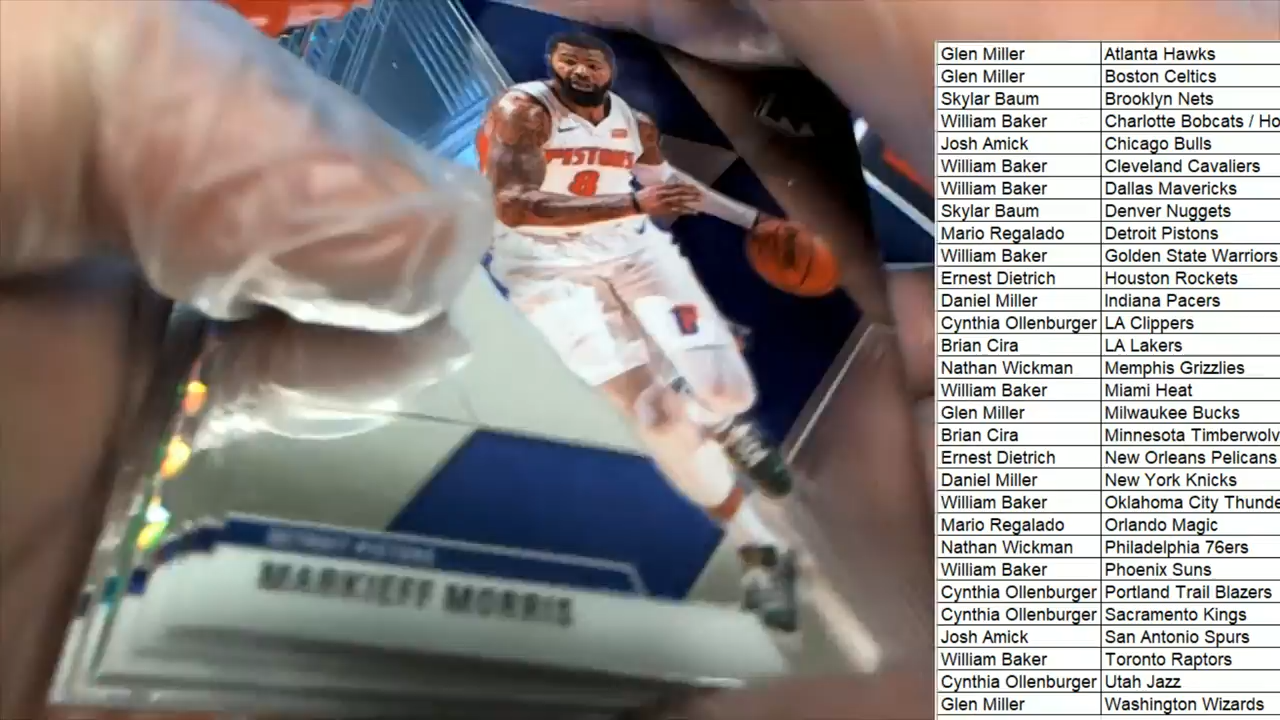 PISTONS
8
DETROIT PISTONS
MARKIEFF MORRIS
Glen Miller Atlanta Hawks
Glen Miller Boston Celtics
Skylar Baum Brooklyn Nets
William Baker Charlotte Bobcats / Ho
Josh Amick Chicago Bulls
William Baker Cleveland Cavaliers
William Baker Dallas Mavericks
Skylar Baum Denver Nuggets
Mario Regalado Detroit Pistons
William Baker Golden State Warriors
Ernest Dietrich Houston Rockets
Daniel Miller Indiana Pacers
Cynthia Ollenburger LA Clippers
Brian Cira LA Lakers
Nathan Wickman Memphis Grizzlies
William Baker Miami Heat
Glen Miller Milwaukee Bucks
Brian Cira Minnesota Timberwolv
Ernest Dietrich New Orleans Pelicans
Daniel Miller New York Knicks
William Baker Oklahoma City Thunde
Mario Regalado Orlando Magic
Nathan Wickman Philadelphia 76ers
William Baker Phoenix Suns
Cynthia Ollenburger Portland Trail Blazers
Cynthia Ollenburger Sacramento Kings
Josh Amick San Antonio Spurs
William Baker Toronto Raptors
Cynthia Ollenburger Utah Jazz
Glen Miller Washington Wizards